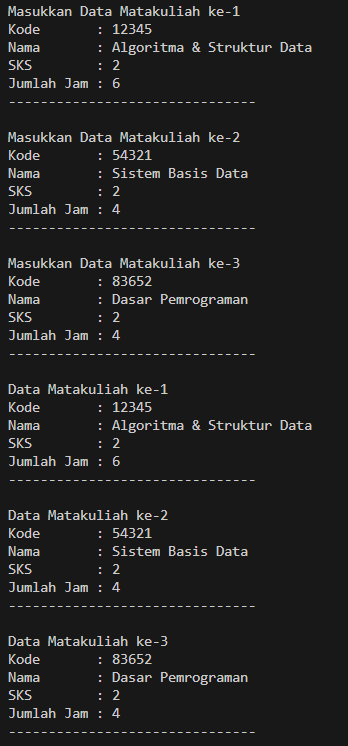 Masukkan Data Matakuliah ke-1
Kode       : 12345
Nama       : Algoritma & Struktur Data
SKS        : 2
Jumlah Jam : 6
-------------------------------
Masukkan Data Matakuliah ke-2
Kode       : 54321
Nama       : Sistem Basis Data
SKS        : 2
Jumlah Jam : 4
-------------------------------
Masukkan Data Matakuliah ke-3
Kode       : 83652
Nama       : Dasar Pemrograman
SKS        : 2
Jumlah Jam : 4
-------------------------------
Data Matakuliah ke-1
Kode       : 12345
Nama       : Algoritma & Struktur Data
SKS        : 2
Jumlah Jam : 6
-------------------------------
Data Matakuliah ke-2
Kode       : 54321
Nama       : Sistem Basis Data
SKS        : 2
Jumlah Jam : 4
-------------------------------
Data Matakuliah ke-3
Kode       : 83652
Nama       : Dasar Pemrograman
SKS        : 2
Jumlah Jam : 4
-------------------------------